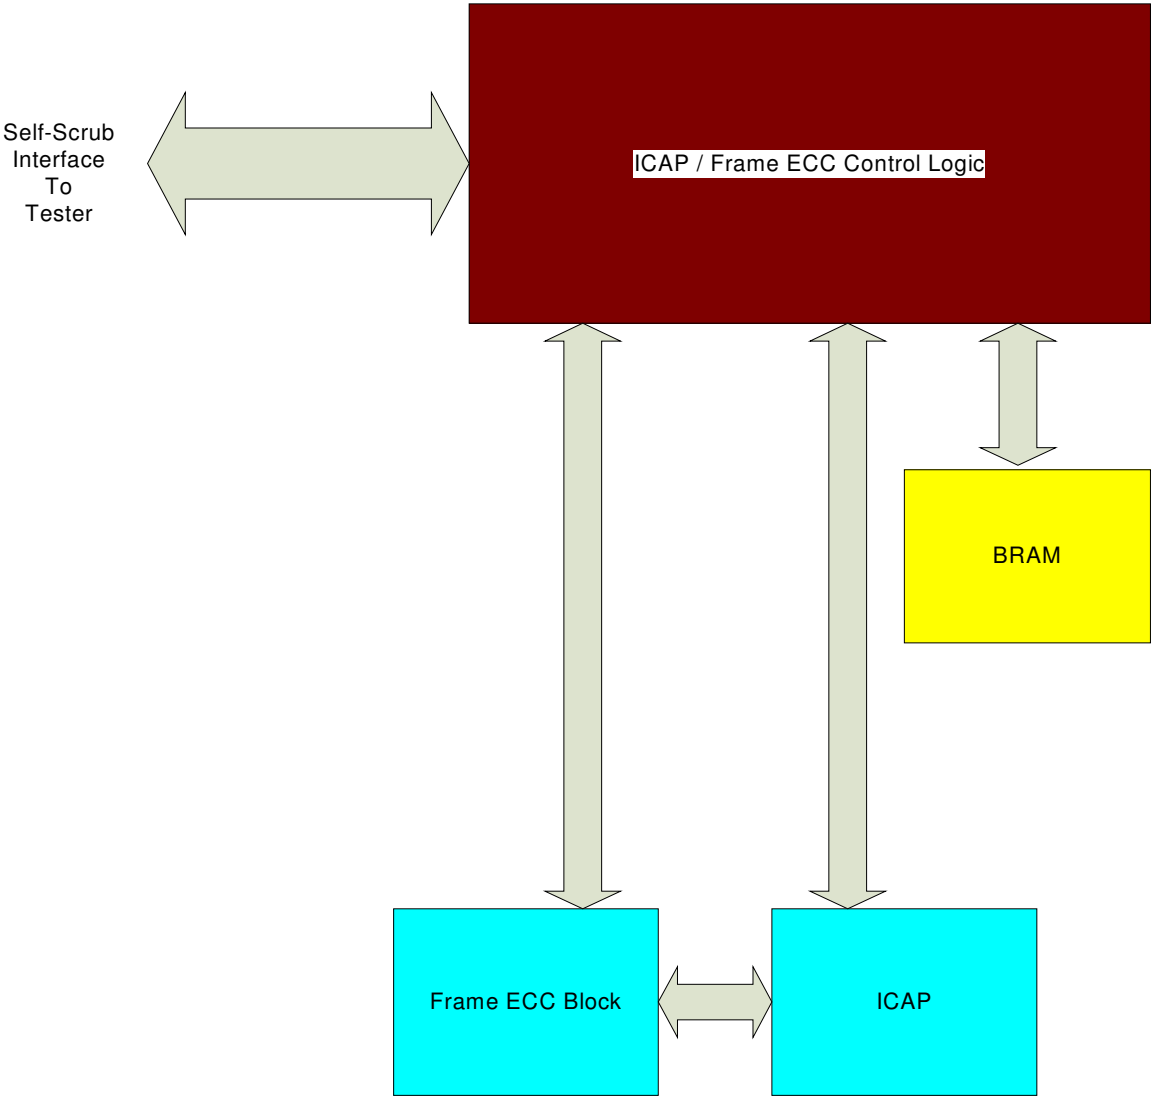 Self-Scrub
Interface
To
Tester
ICAP / Frame ECC Control Logic
BRAM
Frame ECC Block
ICAP